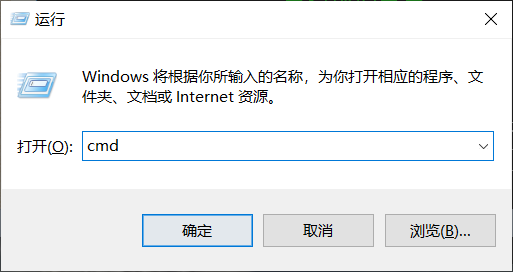 运行
Windows 将根据你所输入的名称，为你打开相应的程序、文
件夹、文档或 Internet 资源。
打开(O): cmd
确定 取消 浏览(B)...